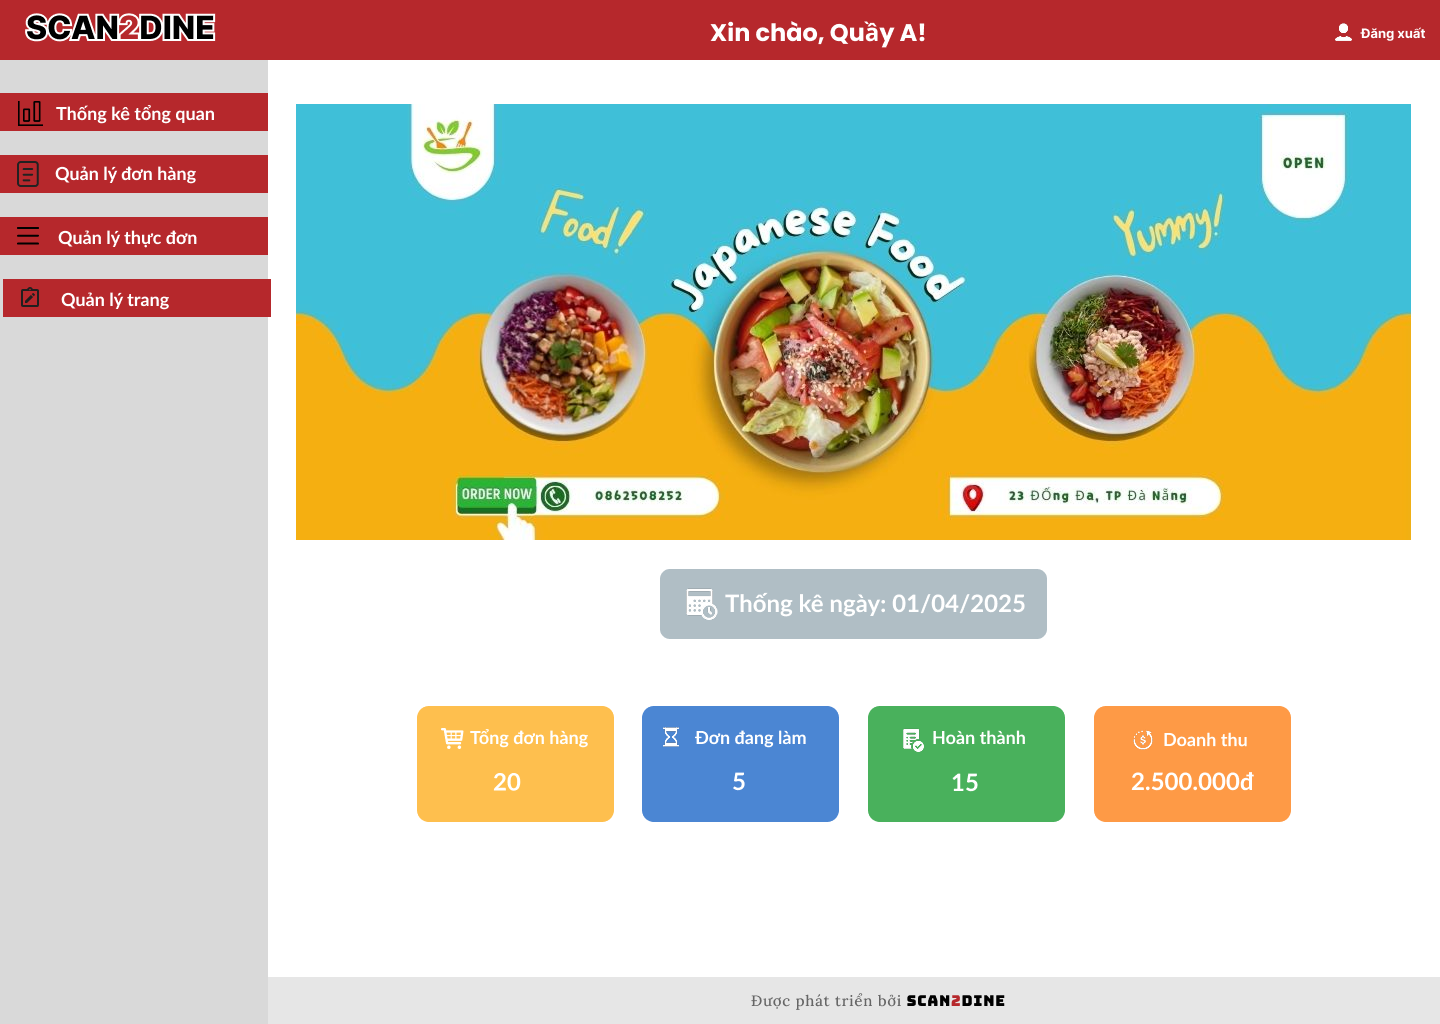 SCAN2DINE
Xin chào, Quầy A!
Đăng xuất
Thống kê tổng quan
Quản lý đơn hàng
Quản lý thực đơn
Quản lý trang
OPEN
Food!
Japanese Food
Yummy!
ORDER NOW
0862508252
23 ĐỐng Đa, TP Đà Nẵng
Thống kê ngày: 01/04/2025
Tổng đơn hàng
20
Đơn đang làm
5
Hoàn thành
15
Doanh thu
2.500.000đ
Được phát triển bởi SCAN2DINE